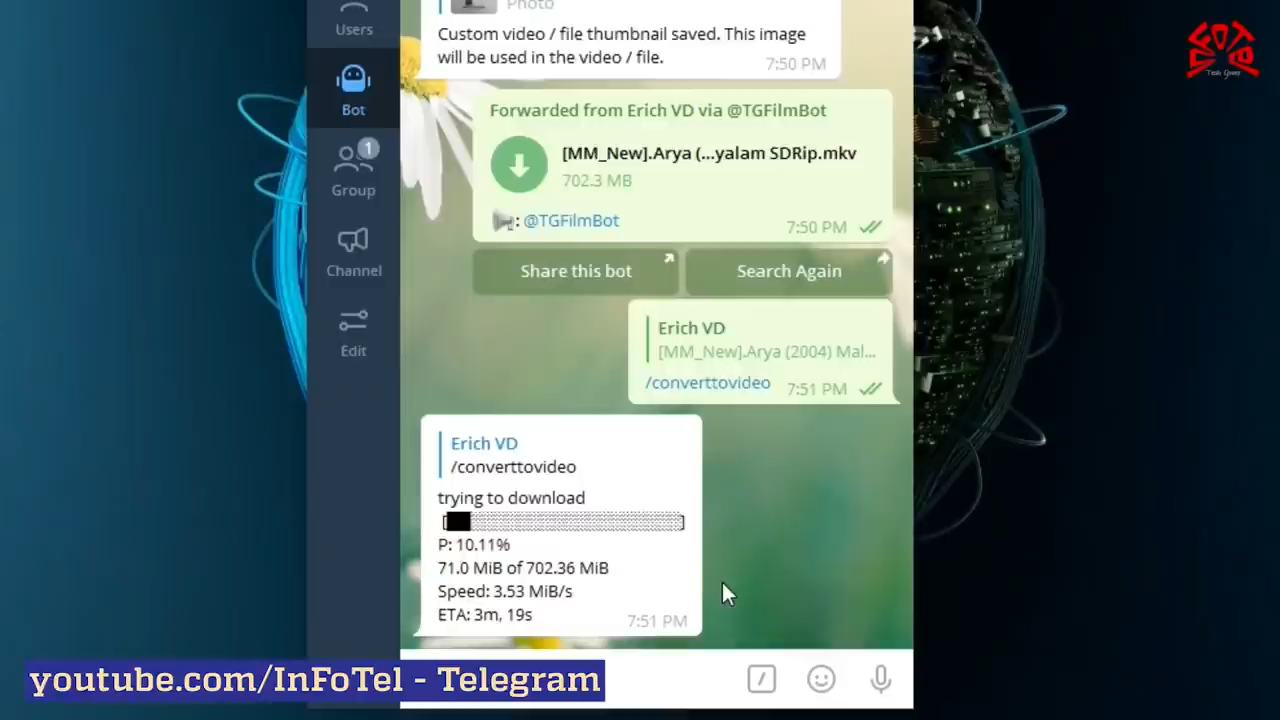 Users
Bot
1
Group
Channel
Edit
Photo
Custom video / file thumbnail saved. This image
will be used in the video / file.
7:50 PM
Forwarded from Erich VD via @TGFilmBot
[MM_New].Arya (...yalam SDRip.mkv
702.3 MB
: @TGFilmBot
7:50 PM
Share this bot
Search Again
Erich VD
[MM_New].Arya (2004) Mal...
/converttovideo
7:51 PM
Erich VD
/converttovideo
trying to download
P: 10.11%
71.0 MiB of 702.36 MiB
Speed: 3.53 MiB/s
ETA: 3m, 19s
7:51 PM
youtube.com/InFoTel - Telegram